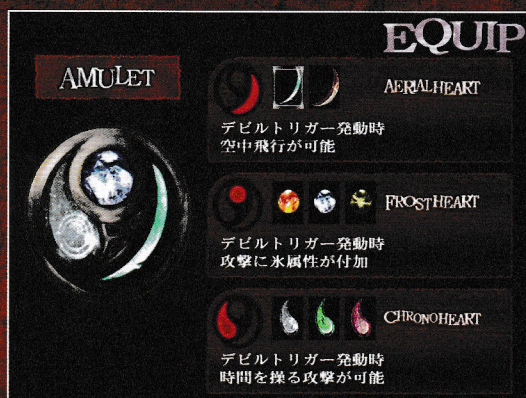 EQUIP
AMULET
AERIALHEART
デビルトリガー発動時
空中飛行が可能
FROSTHEART
デビルトリガー発動時
攻撃に氷属性が付加
CHRONOHEART
デビルトリガー発動時
時間を操る攻撃が可能